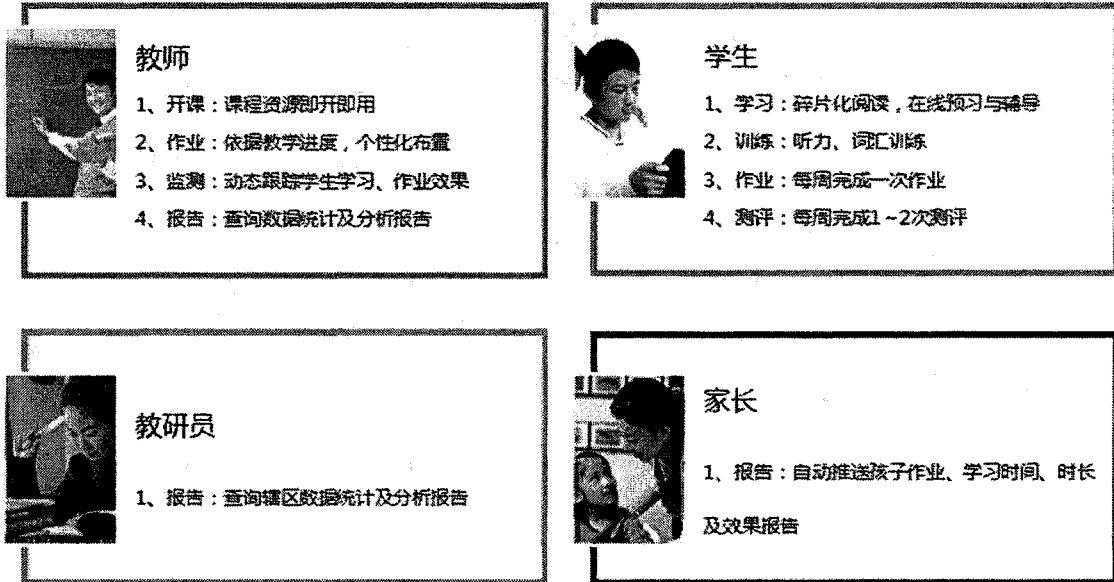 教师
1、开课：课程资源即开即用
2、作业：依据教学进度，个性化布置
3、监测：动态跟踪学生学习、作业效果
4、报告：查询数据统计及分析报告
学生
1、学习：碎片化阅读，在线预习与辅导
2、训练：听力、词汇训练
3、作业：每周完成一次作业
4、测评：每周完成1~2次测评
教研员
1、报告：查询辖区数据统计及分析报告
家长
1、报告：自动推送孩子作业、学习时间、时长
及效果报告